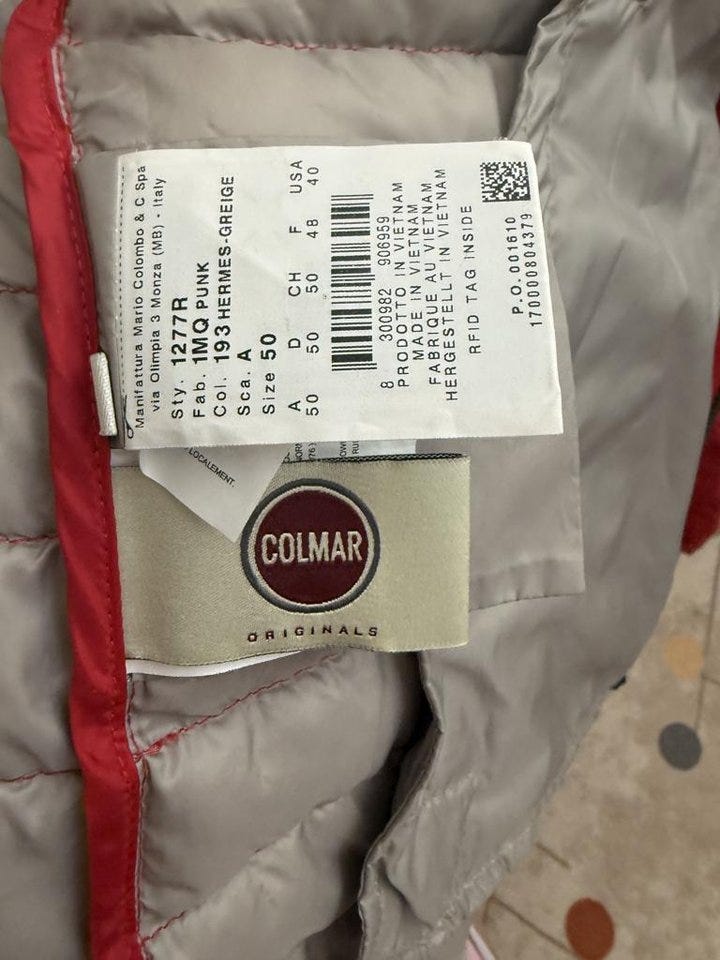 Manifattura Mario Colombo & C Spa
via Olimpia 3 Monza (MB) - Italy
Sty. 1277R
Fab. 1MQ PUNK
Col. 193 HERMES-GREIGE
Sca. A
Size 50
A D CH F USA
50 50 50 48 40
8 300982 906959
PRODOTTO IN VIETNAM
MADE IN VIETNAM
FABRIQUE AU VIETNAM
HERGESTELLT IN VIETNAM
RFID TAG INSIDE
P.O. 001610
170000804379
LOCALEMENT.
COLMAR
ORIGINALS